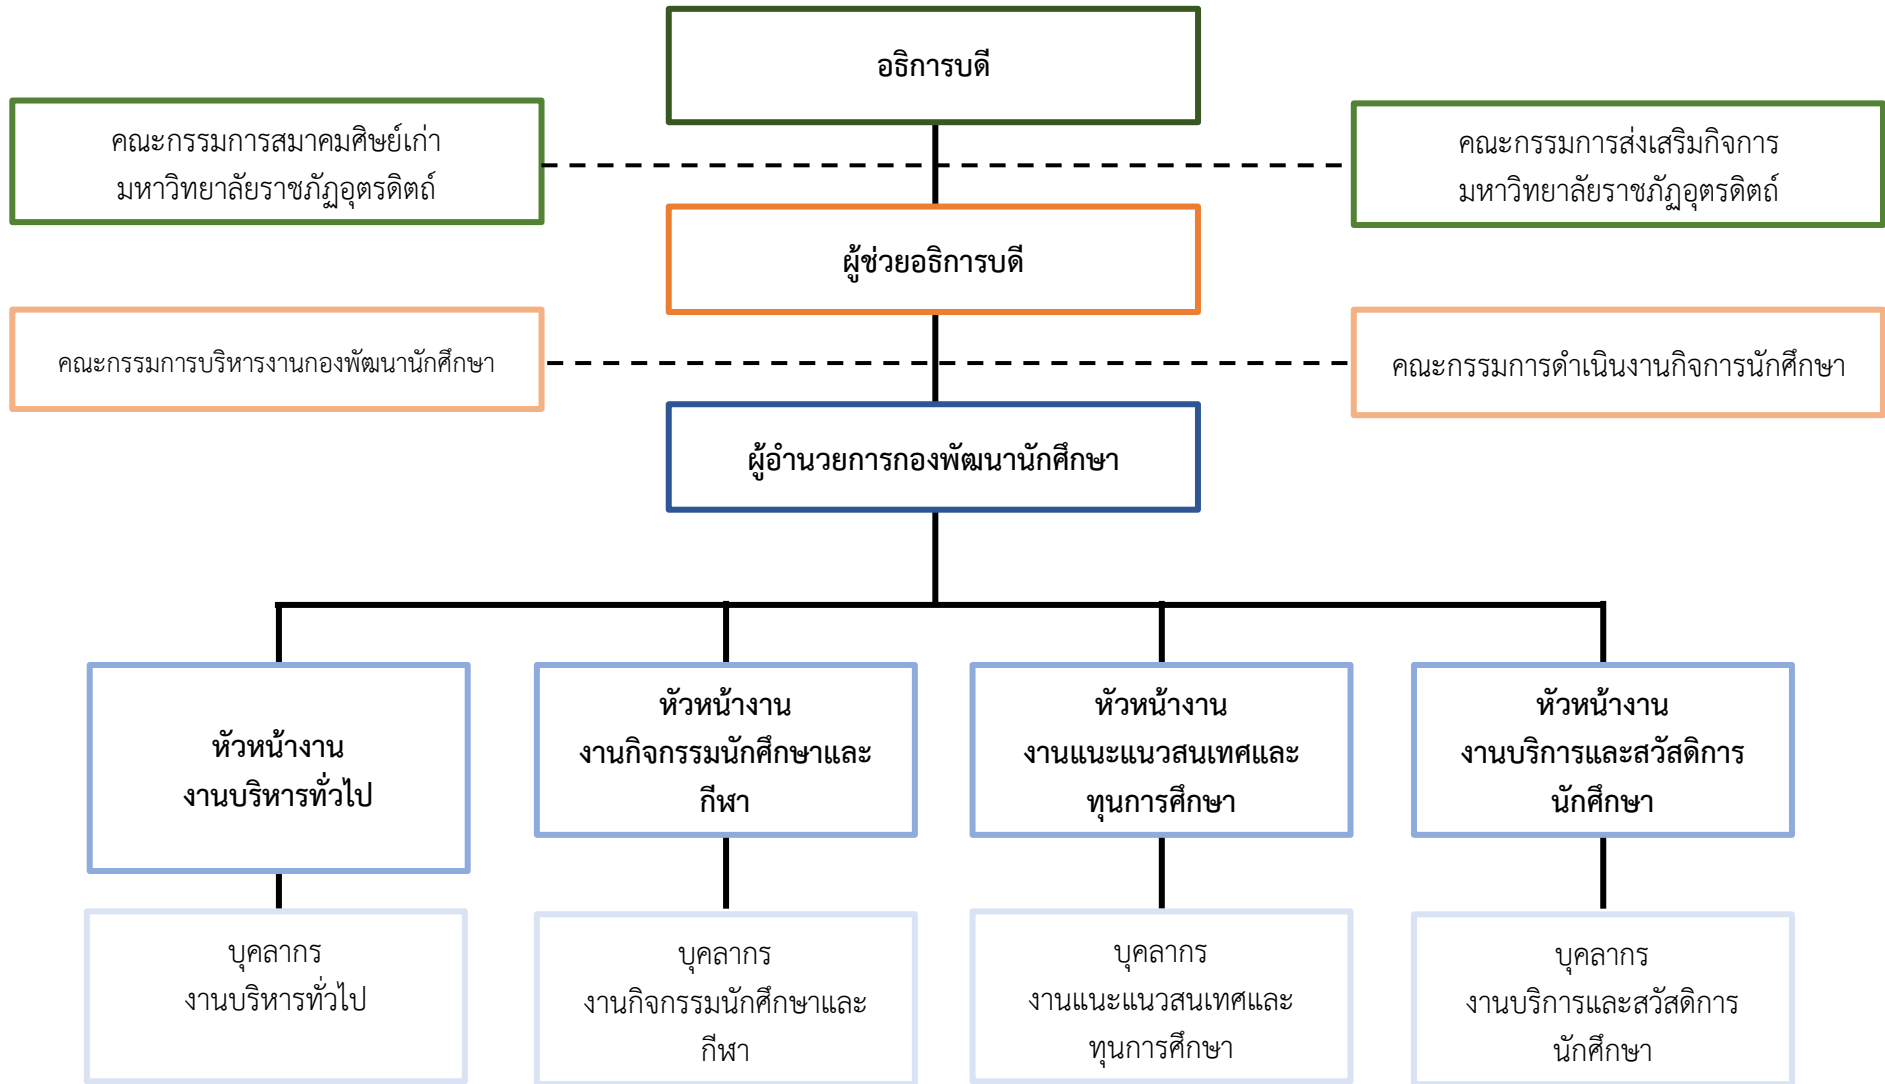 อธิการบดี
คณะกรรมการสมาคมศิษย์เก่า
มหาวิทยาลัยราชภัฏอุตรดิตถ์
คณะกรรมการส่งเสริมกิจการ
มหาวิทยาลัยราชภัฏอุตรดิตถ์
ผู้ช่วยอธิการบดี
คณะกรรมการบริหารงานกองพัฒนานักศึกษา
คณะกรรมการดำเนินงานกิจการนักศึกษา
ผู้อำนวยการกองพัฒนานักศึกษา
หัวหน้างาน
งานบริหารทั่วไป
หัวหน้างาน
งานกิจกรรมนักศึกษาและ
กีฬา
หัวหน้างาน
งานแนะแนวสนเทศและ
ทุนการศึกษา
หัวหน้างาน
งานบริการและสวัสดิการ
นักศึกษา
บุคลากร
งานบริหารทั่วไป
บุคลากร
งานกิจกรรมนักศึกษาและ
กีฬา
บุคลากร
งานแนะแนวสนเทศและ
ทุนการศึกษา
บุคลากร
งานบริการและสวัสดิการ
นักศึกษา